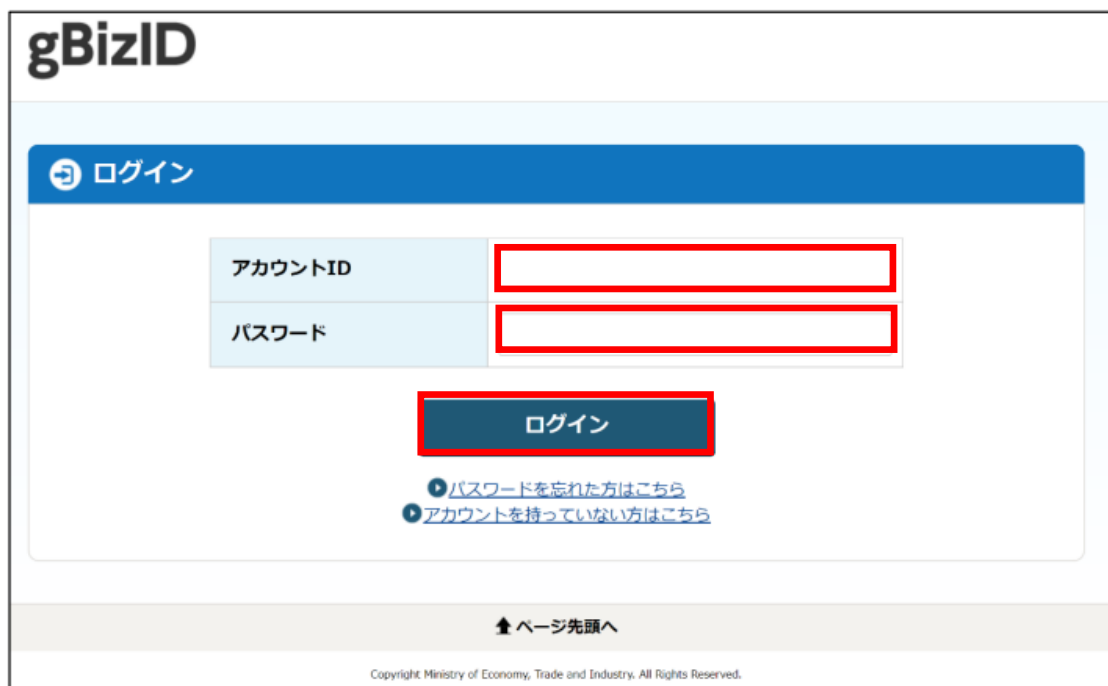 gBizID
ログイン
アカウントID
パスワード
ログイン
パスワードを忘れた方はこちら
アカウントを持っていない方はこちら
ページ先頭へ
Copyright Ministry of Economy, Trade and Industry. All Rights Reserved.